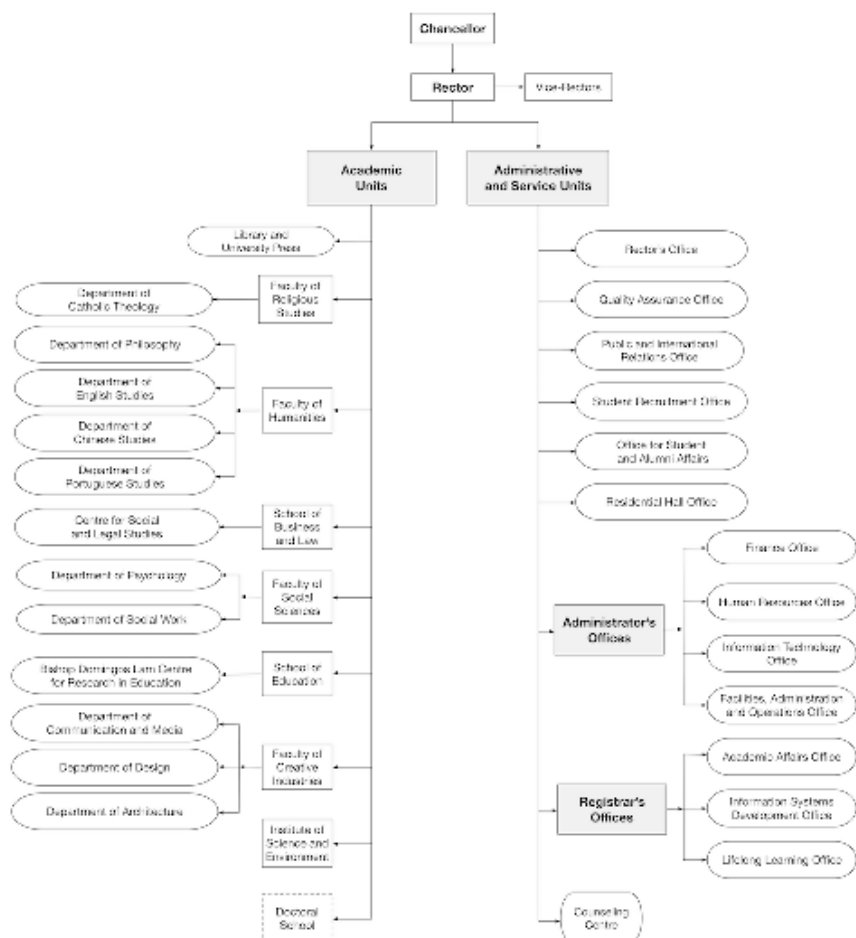 Chancellor
Rector
Vice-Rectors
Academic
Units
Administrative
and Service Units
Library and
University Press
Faculty of
Religious
Studies
Department of
Catholic Theology
Department of Philosophy
Department of
English Studies
Department of
Chinese Studies
Department of
Portuguese Studies
Faculty of
Humanities
Centre for Social
and Legal Studies
School of
Business
and Law
Department of Psychology
Department of Social Work
Faculty of
Social
Sciences
Bishop Domingos Lam Centre
for Research in Education
School of
Education
Department of
Communication and Media
Department of Design
Department of Architecture
Faculty of
Creative
Industries
Institute of
Science and
Environment
Doctoral
School
Rector's Office
Quality Assurance Office
Public and International
Relations Office
Student Recruitment Office
Office for Student
and Alumni Affairs
Residential Hall Office
Administrator's
Offices
Finance Office
Human Resources Office
Information Technology
Office
Facilities, Administration
and Operations Office
Registrar's
Offices
Academic Affairs Office
Information Systems
Development Office
Lifelong Learning Office
Counseling
Centre